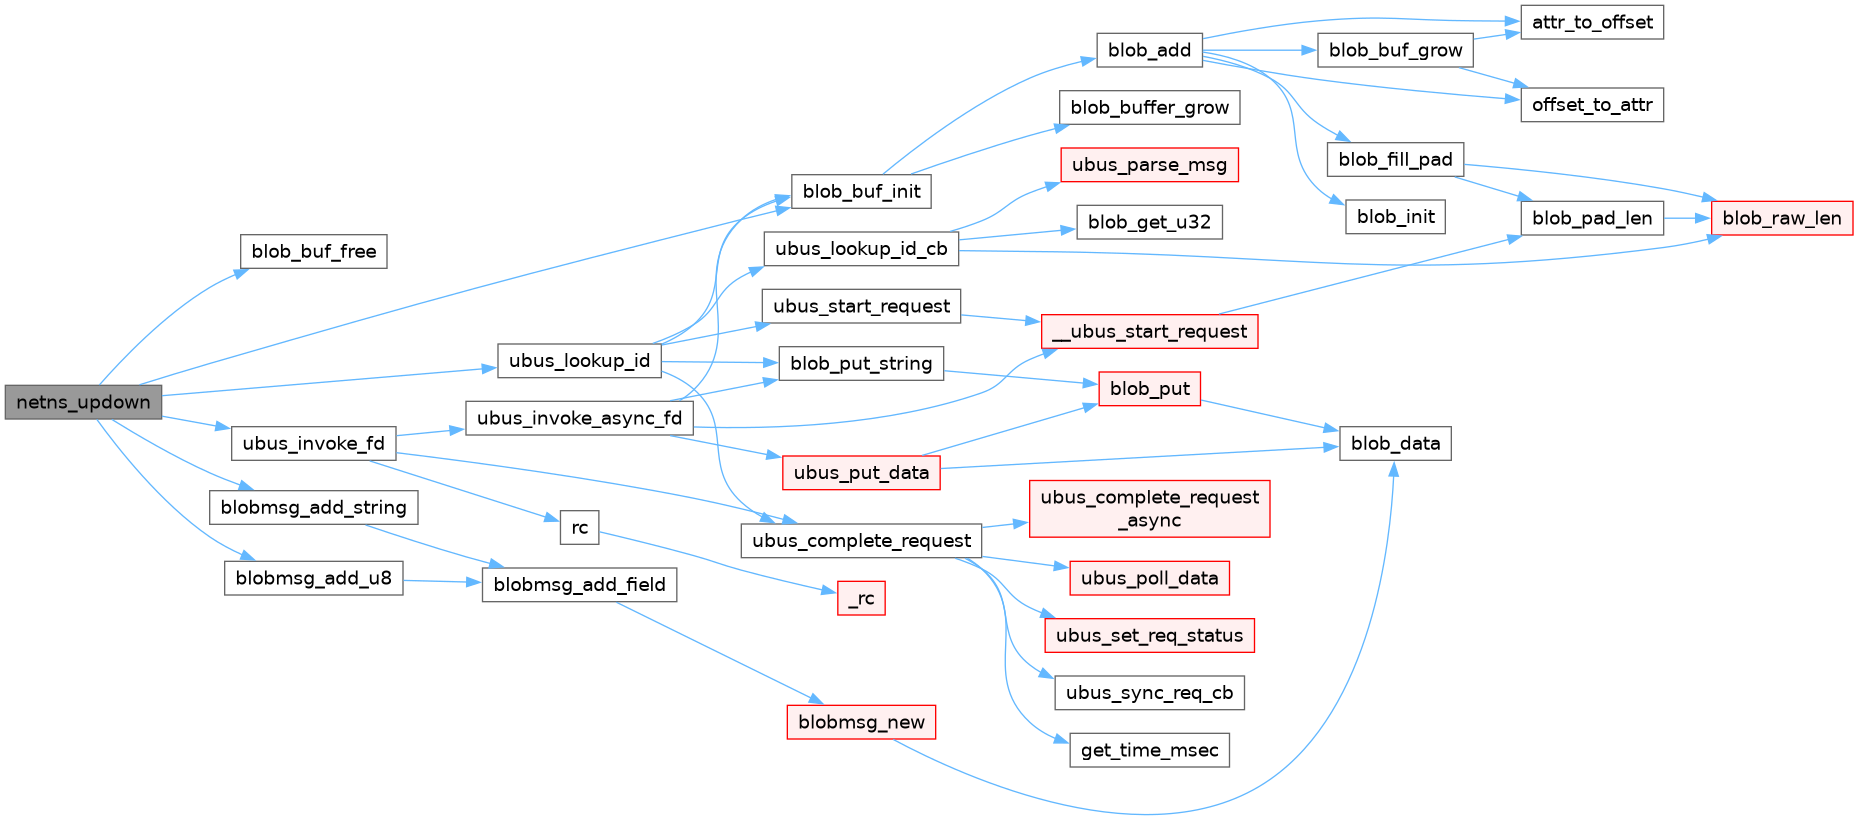 netns_updown
blob_buf_free
ubus_invoke_fd
blobmsg_add_string
blobmsg_add_u8
ubus_lookup_id
ubus_invoke_async_fd
rc
blobmsg_add_field
blob_buf_init
ubus_lookup_id_cb
ubus_start_request
blob_put_string
ubus_put_data
ubus_complete_request
_rc
blobmsg_new
blob_add
blob_buffer_grow
ubus_parse_msg
blob_get_u32
__ubus_start_request
blob_put
ubus_complete_request
_async
ubus_poll_data
ubus_set_req_status
ubus_sync_req_cb
get_time_msec
blob_buf_grow
blob_fill_pad
blob_init
blob_data
attr_to_offset
offset_to_attr
blob_pad_len
blob_raw_len